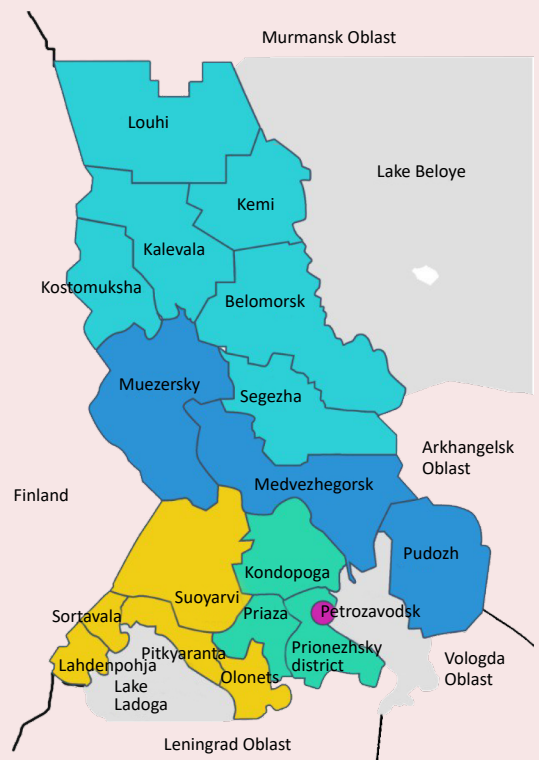 Murmansk Oblast
Louhi
Lake Beloye
Kemi
Kalevala
Kostomuksha
Belomorsk
Muezersky
Segezha
Arkhangelsk
Oblast
Medvezhegorsk
Finland
Pudozh
Kondopoga
Suoyarvi
Priaza
Petrozavodsk
Sortavala
Pitkyaranta
Prionezhsky
district
Lahdenpohja
Vologda
Oblast
Olonets
Lake
Ladoga
Leningrad Oblast